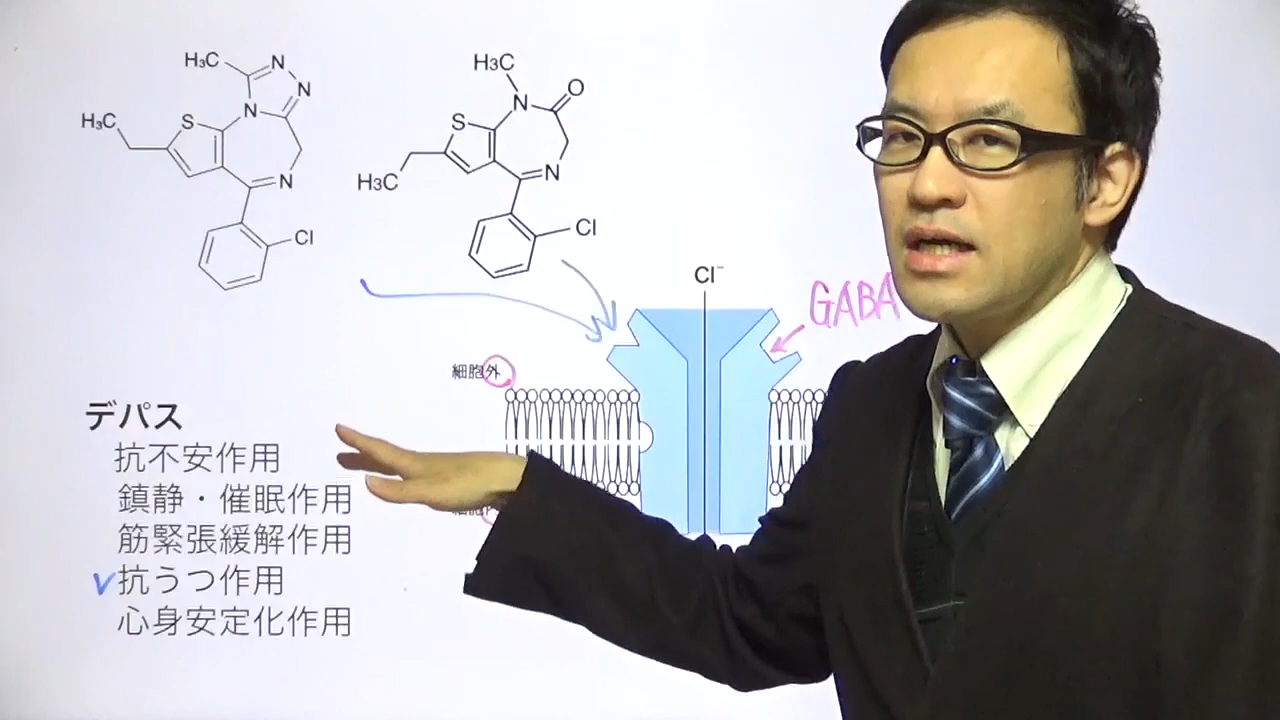 H₃C
N
N
N
H₃C
S
N
Cl
H₃C
N
O
S
H₃C
N
Cl
Cl⁻
GABA
細胞外
デパス
抗不安作用
鎮静・催眠作用
筋緊張緩解作用
✓抗うつ作用
心身安定化作用